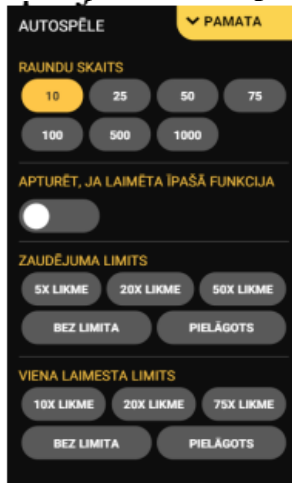 AUTOSPĒLE
PAMATA
RAUNDU SKAITS
10 25 50 75
100 500 1000
APTURĒT, JA LAIMĒTA ĪPAŠĀ FUNKCIJA
ZAUDĒJUMA LIMITS
5X LIKME 20X LIKME 50X LIKME
BEZ LIMITA PIELĀGOTS
VIENA LAIMESTA LIMITS
10X LIKME 20X LIKME 75X LIKME
BEZ LIMITA PIELĀGOTS